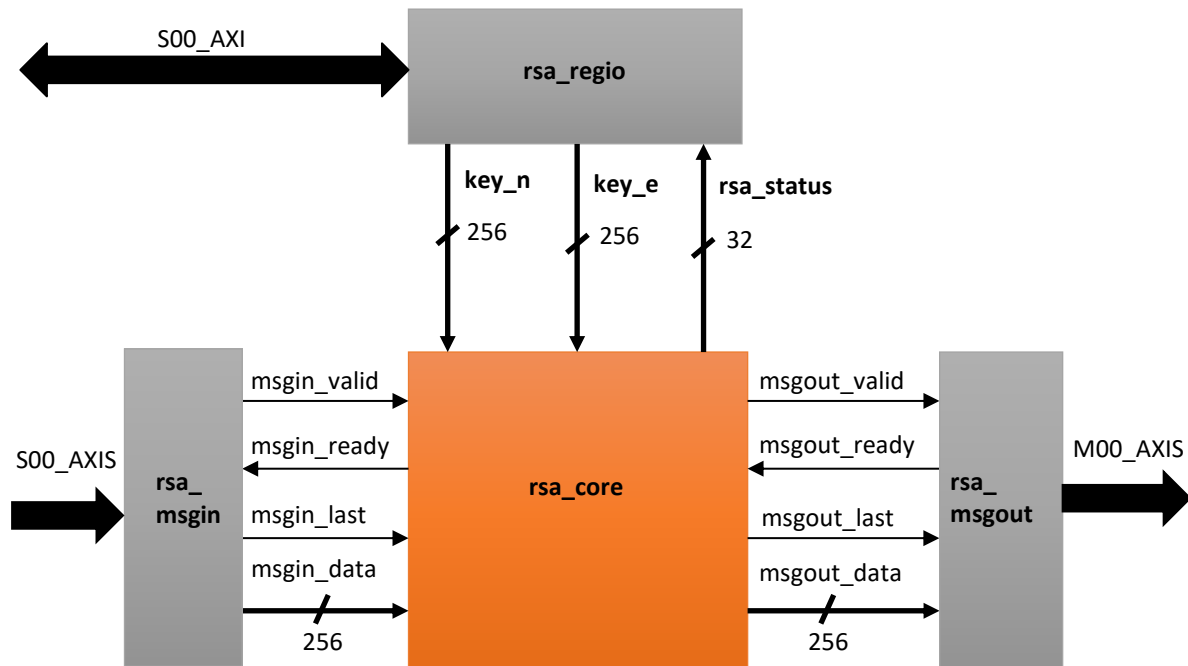 S00_AXI
rsa_regio
key_n
key_e
rsa_status
256
256
32
msgin_valid
msgout_valid
msgin_ready
msgout_ready
S00_AXIS
M00_AXIS
rsa_
msgin
rsa_core
rsa_
msgout
msgin_last
msgout_last
msgin_data
msgout_data
256
256